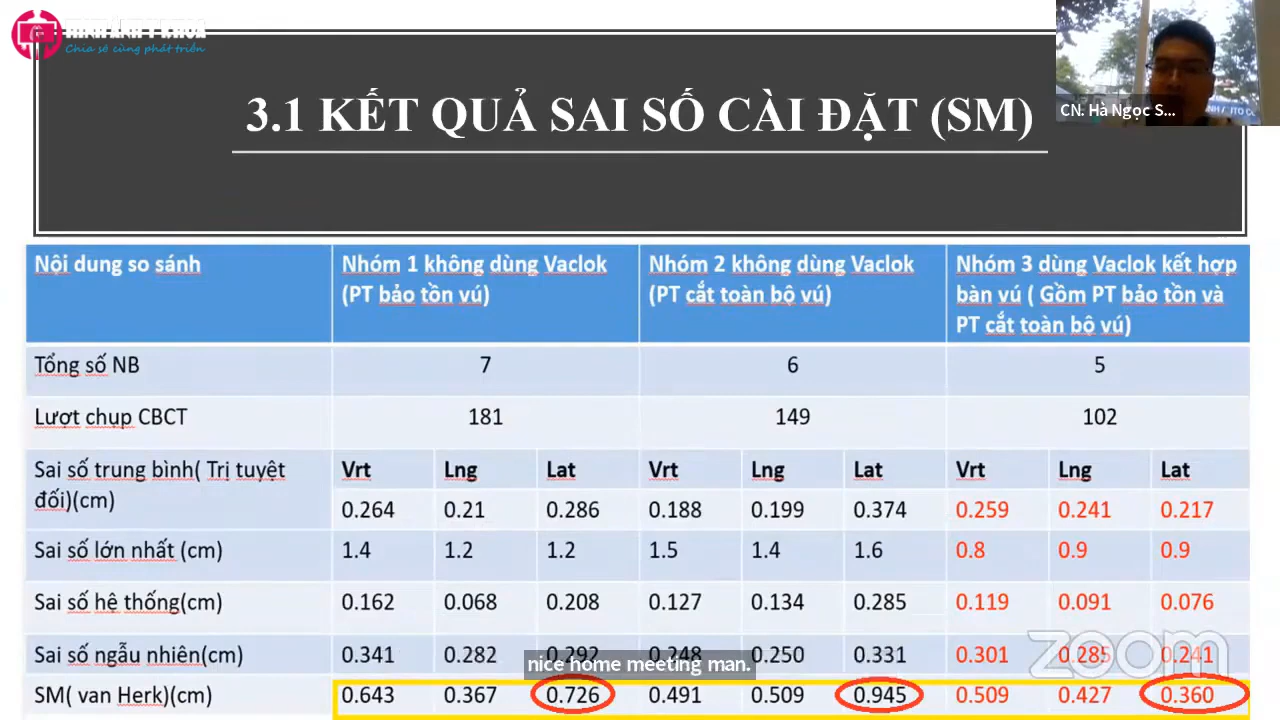 HÌNH ẢNH Y KHOA
Chia sẻ cùng phát triển
CN. Hà Ngọc S...
3.1 KẾT QUẢ SAI SỐ CÀI ĐẶT (SM)
Nội dung so sánh
Nhóm 1 không dùng Vaclok
(PT bảo tồn vú)
Nhóm 2 không dùng Vaclok
(PT cắt toàn bộ vú)
Nhóm 3 dùng Vaclok kết hợp
bàn vú ( Gồm PT bảo tồn và
PT cắt toàn bộ vú)
Tổng số NB 7 6 5
Lượt chụp CBCT 181 149 102
Sai số trung bình( Trị tuyệt
đối)(cm)
Vrt Lng Lat Vrt Lng Lat Vrt Lng Lat
0.264 0.21 0.286 0.188 0.199 0.374 0.259 0.241 0.217
Sai số lớn nhất (cm) 1.4 1.2 1.2 1.5 1.4 1.6 0.8 0.9 0.9
Sai số hệ thống(cm) 0.162 0.068 0.208 0.127 0.134 0.285 0.119 0.091 0.076
Sai số ngẫu nhiên(cm) 0.341 0.282 0.292 0.248 0.250 0.331 0.301 0.285 0.241
zoom
nice home meeting man.
SM( van Herk)(cm) 0.643 0.367 0.726 0.491 0.509 0.945 0.509 0.427 0.360